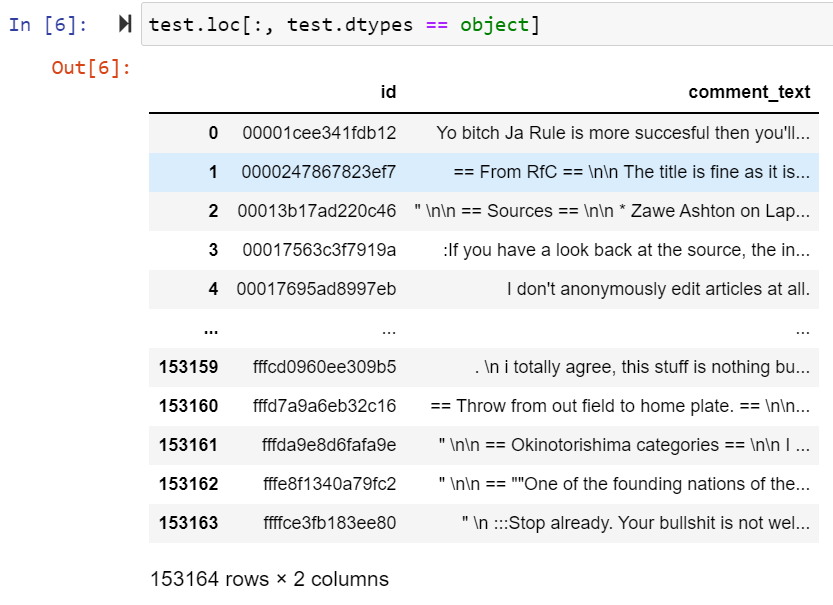 In [6]: test.loc[:, test.dtypes == object]
Out[6]:
id comment_text
0 00001cee341fdb12 Yo bitch Ja Rule is more succesful then you'll...
1 0000247867823ef7 == From RfC == \n\n The title is fine as it is...
2 00013b17ad220c46 " \n\n == Sources == \n\n * Zawe Ashton on Lap...
3 00017563c3f7919a :If you have a look back at the source, the in...
4 00017695ad8997eb I don't anonymously edit articles at all.
... ... ...
153159 fffcd0960ee309b5 . \n i totally agree, this stuff is nothing bu...
153160 fffd7a9a6eb32c16 == Throw from out field to home plate. == \n\n...
153161 fffda9e8d6fafa9e " \n\n == Okinotorishima categories == \n\n I ...
153162 fffe8f1340a79fc2 " \n\n == ""One of the founding nations of the...
153163 ffffce3fb183ee80 " \n :::Stop already. Your bullshit is not wel...
153164 rows × 2 columns